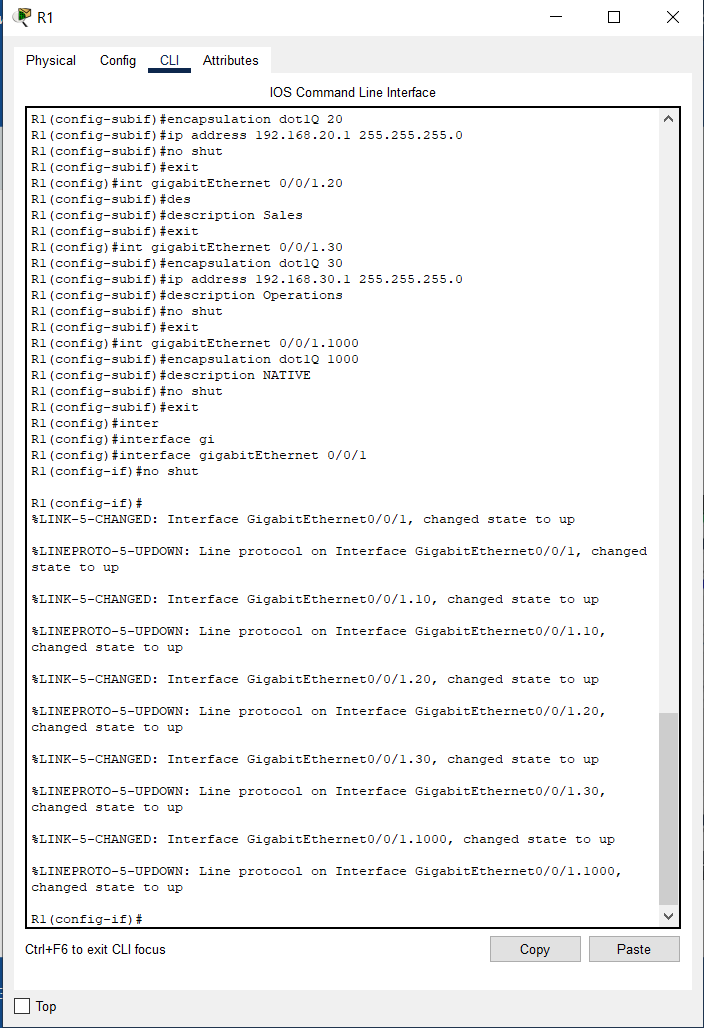 R1
Physical Config CLI Attributes
IOS Command Line Interface
R1(config-subif)#encapsulation dot1Q 20
R1(config-subif)#ip address 192.168.20.1 255.255.255.0
R1(config-subif)#no shut
R1(config-subif)#exit
R1(config)#int gigabitEthernet 0/0/1.20
R1(config-subif)#des
R1(config-subif)#description Sales
R1(config-subif)#exit
R1(config)#int gigabitEthernet 0/0/1.30
R1(config-subif)#encapsulation dot1Q 30
R1(config-subif)#ip address 192.168.30.1 255.255.255.0
R1(config-subif)#description Operations
R1(config-subif)#no shut
R1(config-subif)#exit
R1(config)#int gigabitEthernet 0/0/1.1000
R1(config-subif)#encapsulation dot1Q 1000
R1(config-subif)#description NATIVE
R1(config-subif)#no shut
R1(config-subif)#exit
R1(config)#inter
R1(config)#interface gi
R1(config)#interface gigabitEthernet 0/0/1
R1(config-if)#no shut
R1(config-if)#
%LINK-5-CHANGED: Interface GigabitEthernet0/0/1, changed state to up
%LINEPROTO-5-UPDOWN: Line protocol on Interface GigabitEthernet0/0/1, changed
state to up
%LINK-5-CHANGED: Interface GigabitEthernet0/0/1.10, changed state to up
%LINEPROTO-5-UPDOWN: Line protocol on Interface GigabitEthernet0/0/1.10,
changed state to up
%LINK-5-CHANGED: Interface GigabitEthernet0/0/1.20, changed state to up
%LINEPROTO-5-UPDOWN: Line protocol on Interface GigabitEthernet0/0/1.20,
changed state to up
%LINK-5-CHANGED: Interface GigabitEthernet0/0/1.30, changed state to up
%LINEPROTO-5-UPDOWN: Line protocol on Interface GigabitEthernet0/0/1.30,
changed state to up
%LINK-5-CHANGED: Interface GigabitEthernet0/0/1.1000, changed state to up
%LINEPROTO-5-UPDOWN: Line protocol on Interface GigabitEthernet0/0/1.1000,
changed state to up
R1(config-if)#
Ctrl+F6 to exit CLI focus Copy Paste
Top